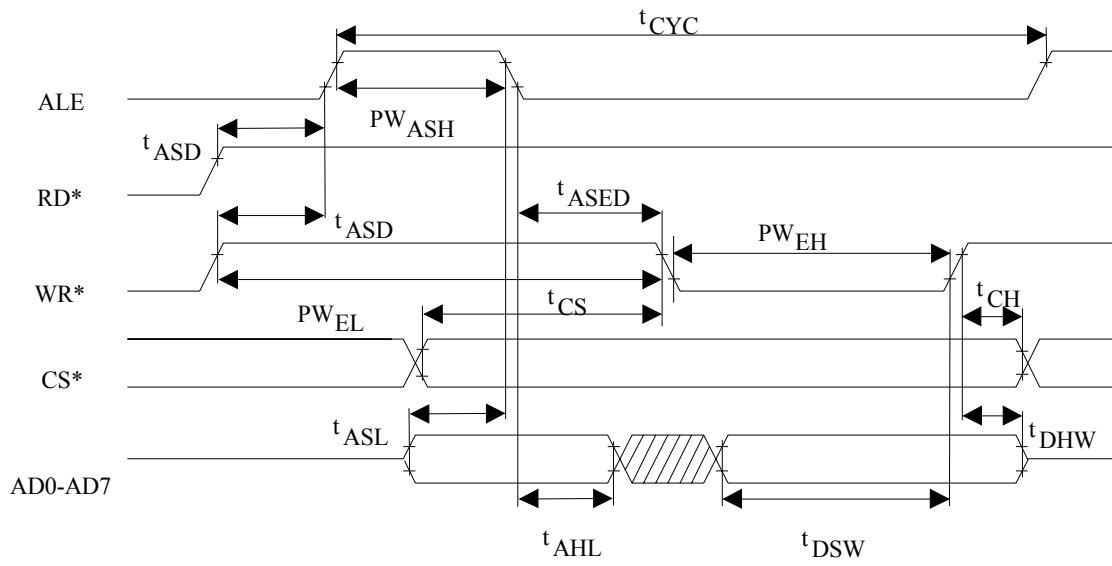 tCYC
ALE
PWASH
tASD
RD*
tASED
tASD
PWEH
WR*
tCS
tCH
PWEL
CS*
tASL
tDHW
AD0-AD7
tAHL
tDSW